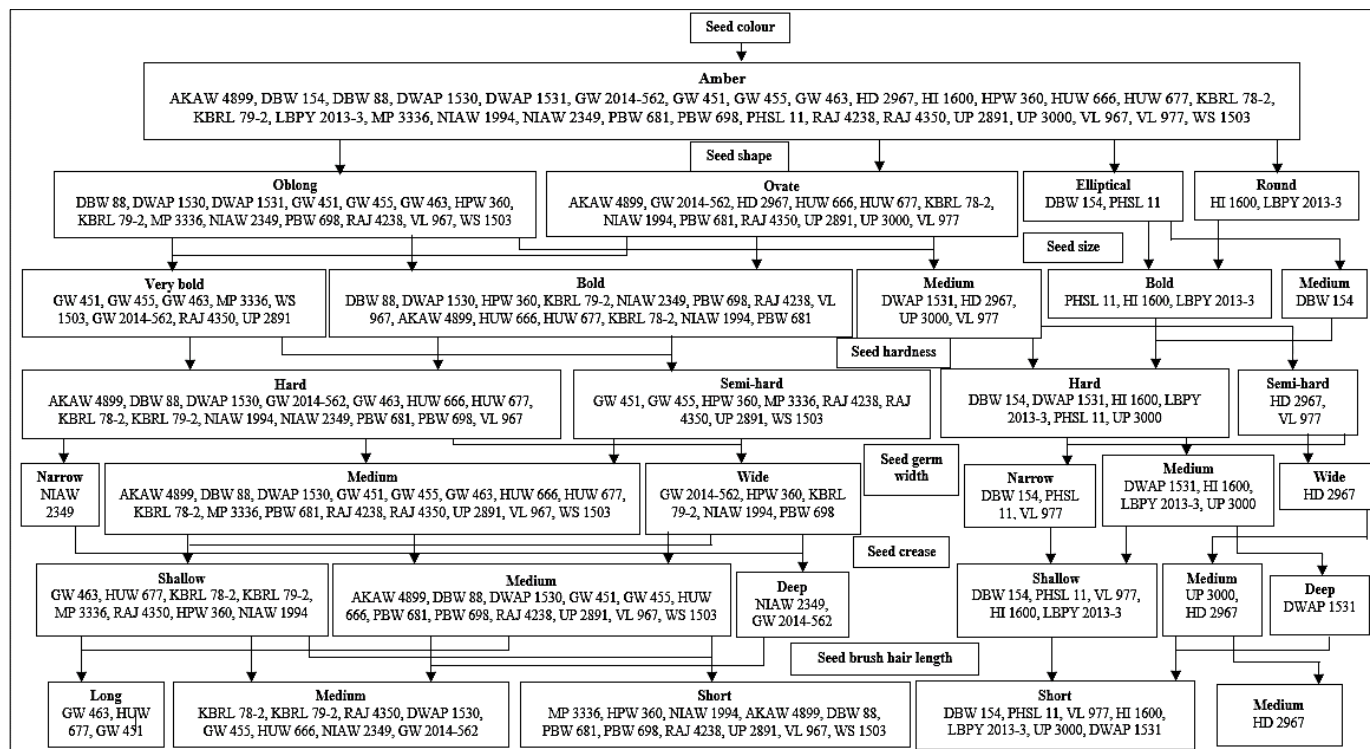 Seed colour
Amber
AKAW 4899, DBW 154, DBW 88, DWAP 1530, DWAP 1531, GW 2014-562, GW 451, GW 455, GW 463, HD 2967, HI 1600, HPW 360, HUW 666, HUW 677, KBRL 78-2,
KBRL 79-2, LBPY 2013-3, MP 3336, NIAW 1994, NIAW 2349, PBW 681, PBW 698, PHSL 11, RAJ 4238, RAJ 4350, UP 2891, UP 3000, VL 967, VL 977, WS 1503
Seed shape
Oblong
DBW 88, DWAP 1530, DWAP 1531, GW 451, GW 455, GW 463, HPW 360,
KBRL 79-2, MP 3336, NIAW 2349, PBW 698, RAJ 4238, VL 967, WS 1503
Ovate
AKAW 4899, GW 2014-562, HD 2967, HUW 666, HUW 677, KBRL 78-2,
NIAW 1994, PBW 681, RAJ 4350, UP 2891, UP 3000, VL 977
Elliptical
DBW 154, PHSL 11
Round
HI 1600, LBPY 2013-3
Seed size
Very bold
GW 451, GW 455, GW 463, MP 3336, WS
1503, GW 2014-562, RAJ 4350, UP 2891
Bold
DBW 88, DWAP 1530, HPW 360, KBRL 79-2, NIAW 2349, PBW 698, RAJ 4238, VL
967, AKAW 4899, HUW 666, HUW 677, KBRL 78-2, NIAW 1994, PBW 681
Medium
DWAP 1531, HD 2967,
UP 3000, VL 977
Bold
PHSL 11, HI 1600, LBPY 2013-3
Medium
DBW 154
Seed hardness
Hard
AKAW 4899, DBW 88, DWAP 1530, GW 2014-562, GW 463, HUW 666, HUW 677,
KBRL 78-2, KBRL 79-2, NIAW 1994, NIAW 2349, PBW 681, PBW 698, VL 967
Semi-hard
GW 451, GW 455, HPW 360, MP 3336, RAJ 4238, RAJ
4350, UP 2891, WS 1503
Hard
DBW 154, DWAP 1531, HI 1600, LBPY
2013-3, PHSL 11, UP 3000
Semi-hard
HD 2967,
VL 977
Seed germ
width
Narrow
NIAW
2349
Medium
AKAW 4899, DBW 88, DWAP 1530, GW 451, GW 455, GW 463, HUW 666, HUW 677,
KBRL 78-2, MP 3336, PBW 681, RAJ 4238, RAJ 4350, UP 2891, VL 967, WS 1503
Wide
GW 2014-562, HPW 360, KBRL
79-2, NIAW 1994, PBW 698
Narrow
DBW 154, PHSL
11, VL 977
Medium
DWAP 1531, HI 1600,
LBPY 2013-3, UP 3000
Wide
HD 2967
Seed crease
Shallow
GW 463, HUW 677, KBRL 78-2, KBRL 79-2,
MP 3336, RAJ 4350, HPW 360, NIAW 1994
Medium
AKAW 4899, DBW 88, DWAP 1530, GW 451, GW 455, HUW
666, PBW 681, PBW 698, RAJ 4238, UP 2891, VL 967, WS 1503
Deep
NIAW 2349,
GW 2014-562
Shallow
DBW 154, PHSL 11, VL 977,
HI 1600, LBPY 2013-3
Medium
UP 3000,
HD 2967
Deep
DWAP 1531
Seed brush hair length
Long
GW 463, HUW
677, GW 451
Medium
KBRL 78-2, KBRL 79-2, RAJ 4350, DWAP 1530,
GW 455, HUW 666, NIAW 2349, GW 2014-562
Short
MP 3336, HPW 360, NIAW 1994, AKAW 4899, DBW 88,
PBW 681, PBW 698, RAJ 4238, UP 2891, VL 967, WS 1503
Short
DBW 154, PHSL 11, VL 977, HI 1600,
LBPY 2013-3, UP 3000, DWAP 1531
Medium
HD 2967